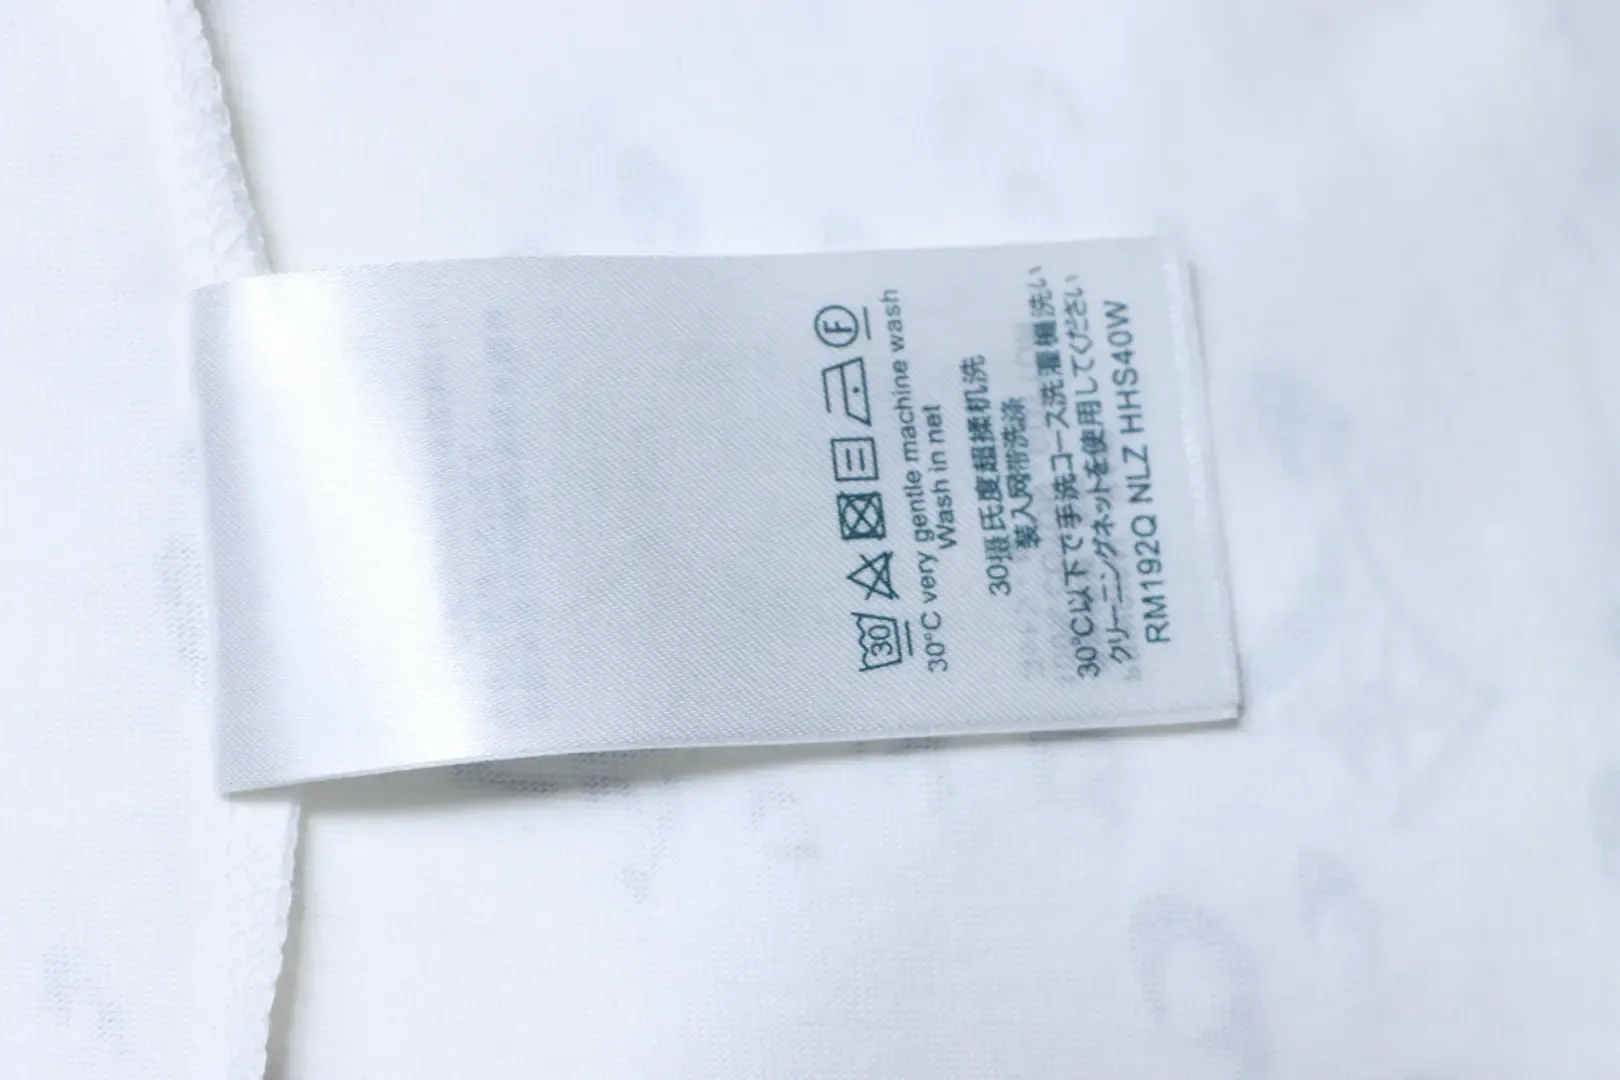 30 F
30°C very gentle machine wash
Wash in net
30摄氏度超揉机洗
装入网带洗涤
30°C以下で手洗コース洗濯機洗い
クリーニングネットを使用してください
RM192Q NLZ HHS40W